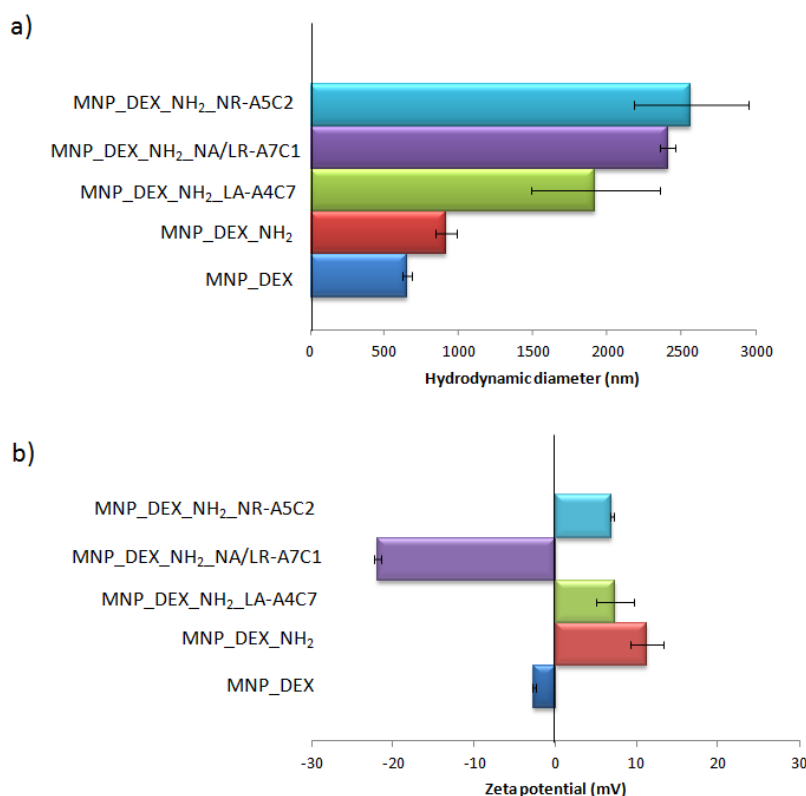 a)
MNP_DEX_NH₂_NR-A5C2
MNP_DEX_NH₂_NA/LR-A7C1
MNP_DEX_NH₂_LA-A4C7
MNP_DEX_NH₂
MNP_DEX
0 500 1000 1500 2000 2500 3000
Hydrodynamic diameter (nm)
b)
MNP_DEX_NH₂_NR-A5C2
MNP_DEX_NH₂_NA/LR-A7C1
MNP_DEX_NH₂_LA-A4C7
MNP_DEX_NH₂
MNP_DEX
-30 -20 -10 0 10 20 30
Zeta potential (mV)